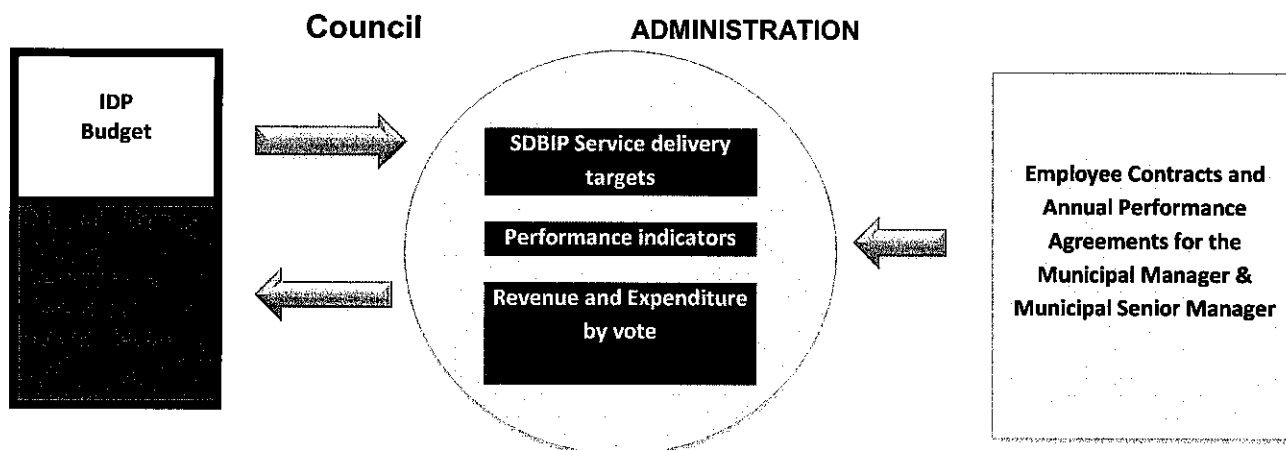 Council
ADMINISTRATION
IDP
Budget
SDBIP Service delivery
targets
Performance indicators
Revenue and Expenditure
by vote
Employee Contracts and
Annual Performance
Agreements for the
Municipal Manager &
Municipal Senior Manager